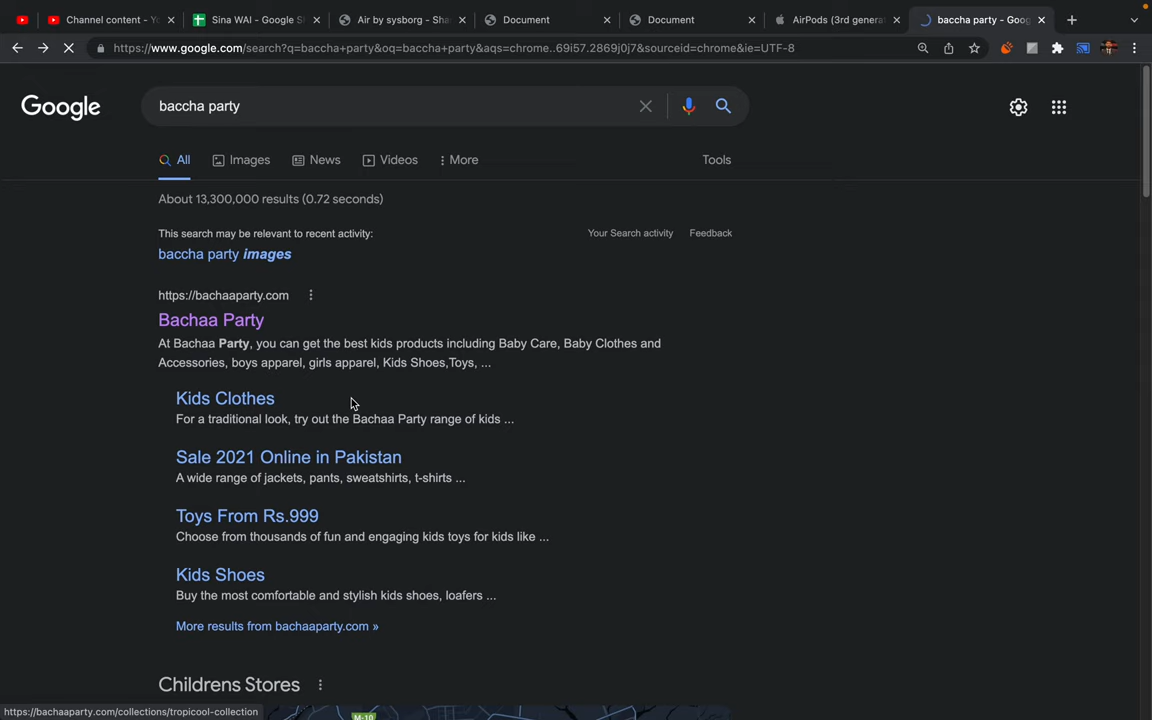 Channel content - Yo
Sina WAI - Google S
Air by sysborg - Sha
Document
Document
AirPods (3rd genera
baccha party - Goog
https://www.google.com/search?q=baccha+party&oq=baccha+party&aqs=chrome..69i57.2869j0j7&sourceid=chrome&ie=UTF-8
Google
baccha party
All
Images
News
Videos
More
Tools
About 13,300,000 results (0.72 seconds)
This search may be relevant to recent activity:
Your Search activity
Feedback
baccha party images
https://bachaaparty.com
Bachaa Party
At Bachaa Party, you can get the best kids products including Baby Care, Baby Clothes and
Accessories, boys apparel, girls apparel, Kids Shoes,Toys, ...
Kids Clothes
For a traditional look, try out the Bachaa Party range of kids ...
Sale 2021 Online in Pakistan
A wide range of jackets, pants, sweatshirts, t-shirts ...
Toys From Rs.999
Choose from thousands of fun and engaging kids toys for kids like ...
Kids Shoes
Buy the most comfortable and stylish kids shoes, loafers ...
More results from bachaaparty.com »
Childrens Stores
https://bachaaparty.com/collections/tropicool-collection
M-10